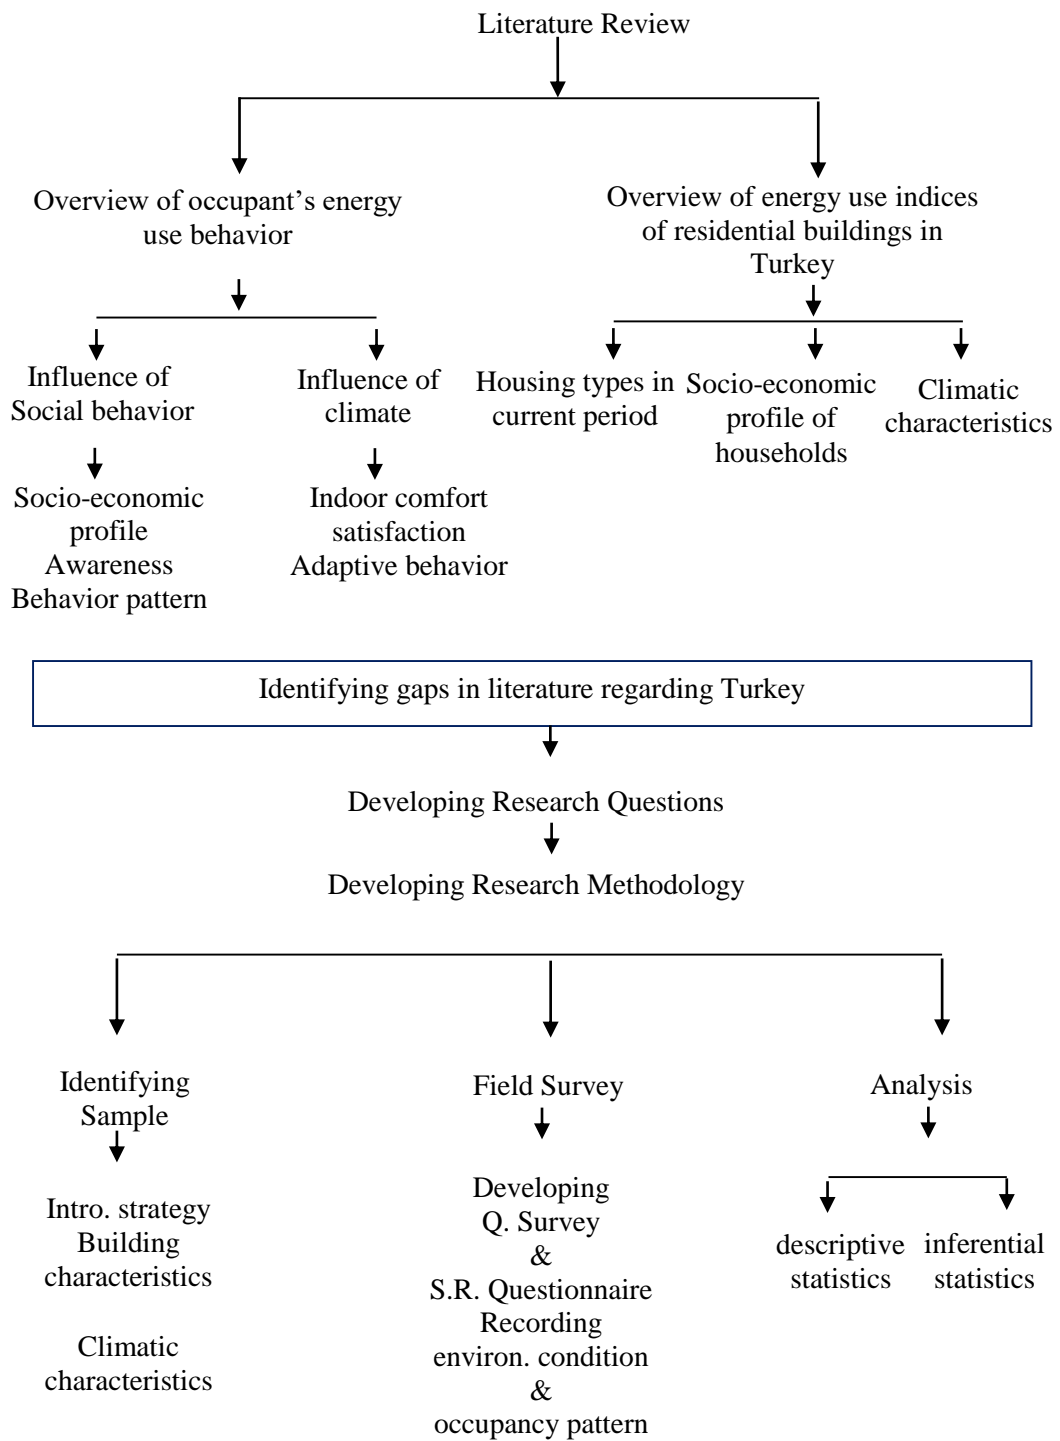 Literature Review
Overview of occupant’s energy
use behavior
Overview of energy use indices
of residential buildings in
Turkey
Influence of
Social behavior
Influence of
climate
Housing types in
current period
Socio-economic
profile of
households
Climatic
characteristics
Socio-economic
profile
Awareness
Behavior pattern
Indoor comfort
satisfaction
Adaptive behavior
Identifying gaps in literature regarding Turkey
Developing Research Questions
Developing Research Methodology
Identifying
Sample
Field Survey
Analysis
Intro. strategy
Building
characteristics
Climatic
characteristics
Developing
Q. Survey
&
S.R. Questionnaire
Recording
environ. condition
&
occupancy pattern
descriptive
statistics
inferential
statistics